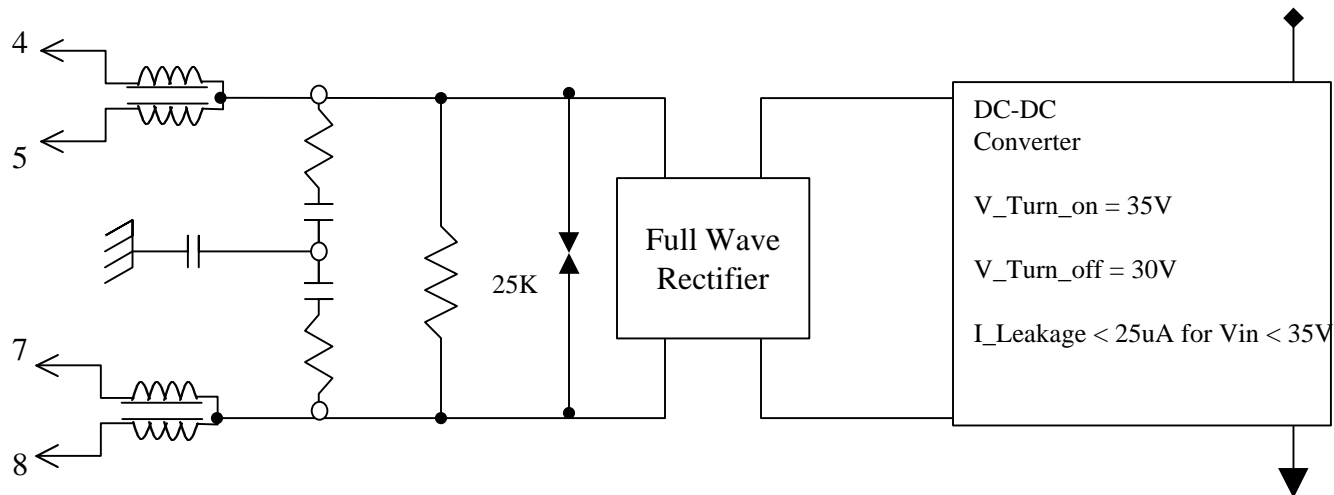 4
5
7
8
25K
Full Wave
Rectifier
DC-DC
Converter
V_Turn_on = 35V
V_Turn_off = 30V
I_Leakage < 25uA for Vin < 35V